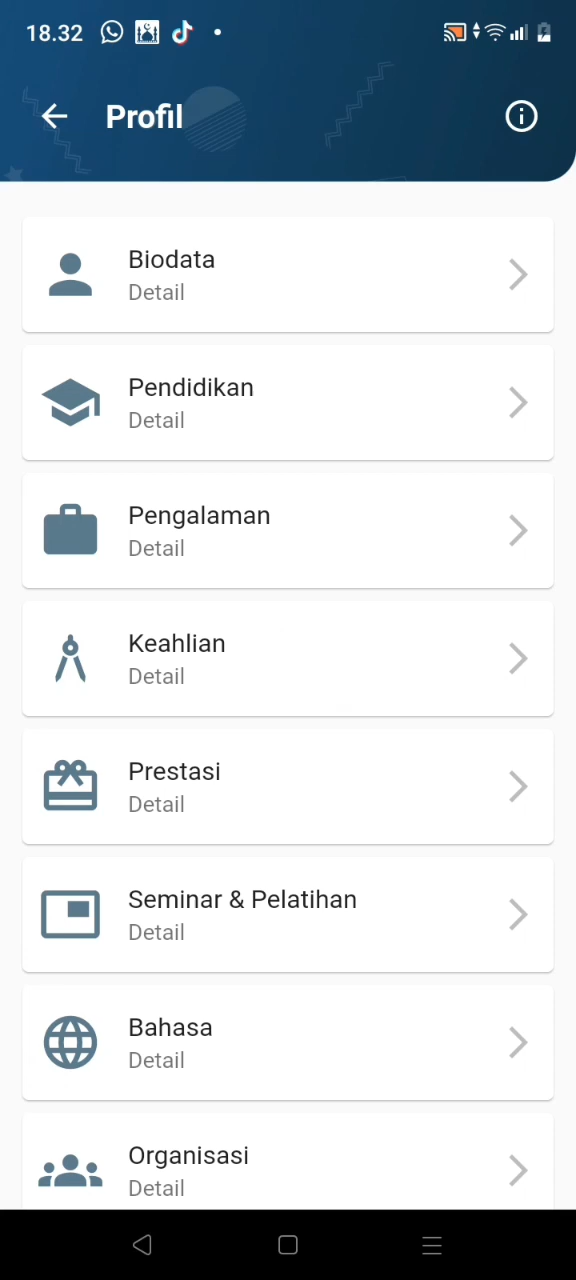 18.32
Profil
Biodata
Detail
Pendidikan
Detail
Pengalaman
Detail
Keahlian
Detail
Prestasi
Detail
Seminar & Pelatihan
Detail
Bahasa
Detail
Organisasi
Detail